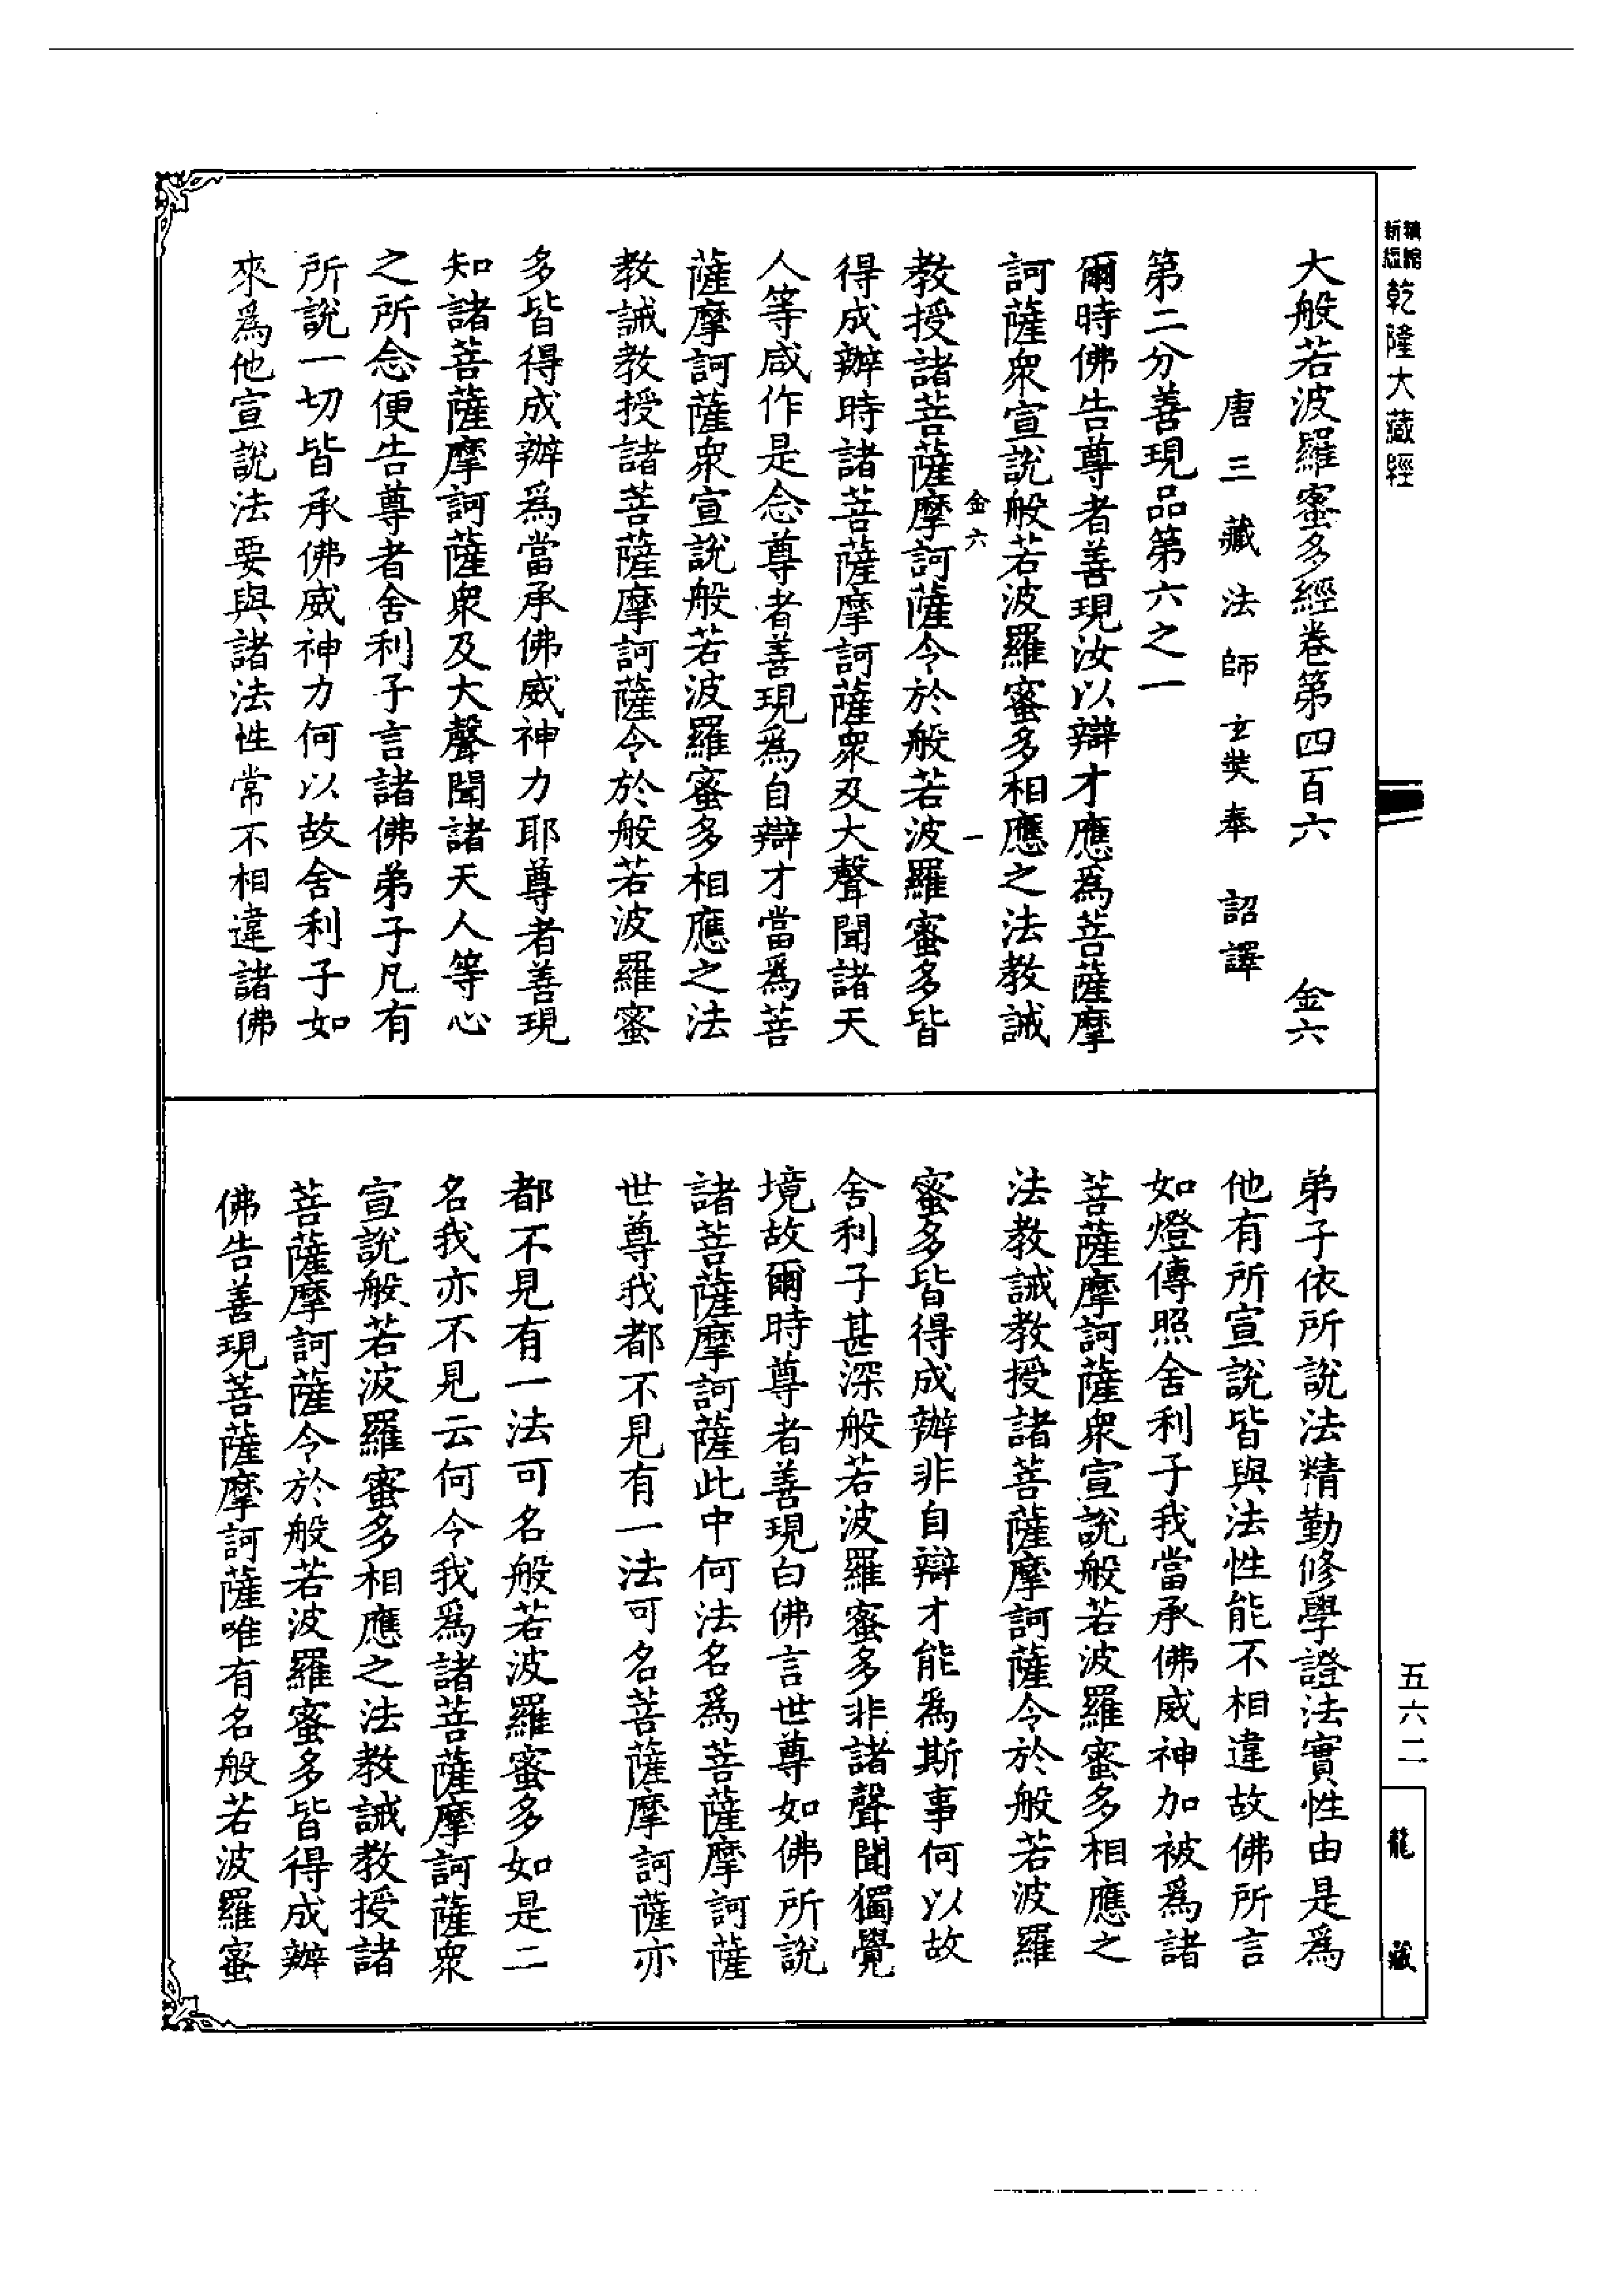 乾隆大藏經
大般若波羅蜜多經卷第四百六 金六
唐三藏法師玄奘奉 詔譯
第二分善現品第六之一
爾時佛告尊者善現汝以辯才應爲菩薩摩
訶薩衆宣說般若波羅蜜多相應之法教誡
金六 一
教授諸菩薩摩訶薩令於般若波羅蜜多皆
得成辦時諸菩薩摩訶薩衆及大聲聞諸天
人等咸作是念尊者善現爲自辯才當爲菩
薩摩訶薩衆宣說般若波羅蜜多相應之法
教誡教授諸菩薩摩訶薩令於般若波羅蜜
多皆得成辦爲當承佛威神力耶尊者善現
知諸菩薩摩訶薩衆及大聲聞諸天人等心
之所念便告尊者舍利子言諸佛弟子凡有
所說一切皆承佛威神力何以故舍利子如
來爲他宣說法要與諸法性常不相違諸佛
弟子依所說法精勤修學證法實性由是爲
他有所宣說皆與法性能不相違故佛所言
如燈傳照舍利子我當承佛威神加被爲諸
菩薩摩訶薩衆宣說般若波羅蜜多相應之
法教誡教授諸菩薩摩訶薩令於般若波羅
蜜多皆得成辦非自辯才能爲斯事何以故
舍利子甚深般若波羅蜜多非諸聲聞獨覺
境故爾時尊者善現白佛言世尊如佛所說
諸菩薩摩訶薩此中何法名爲菩薩摩訶薩
世尊我都不見有一法可名菩薩摩訶薩亦
都不見有一法可名般若波羅蜜多如是二
名我亦不見云何令我爲諸菩薩摩訶薩衆
宣說般若波羅蜜多相應之法教誡教授諸
菩薩摩訶薩令於般若波羅蜜多皆得成辦
佛告善現菩薩摩訶薩唯有名般若波羅蜜
五六二
龍藏